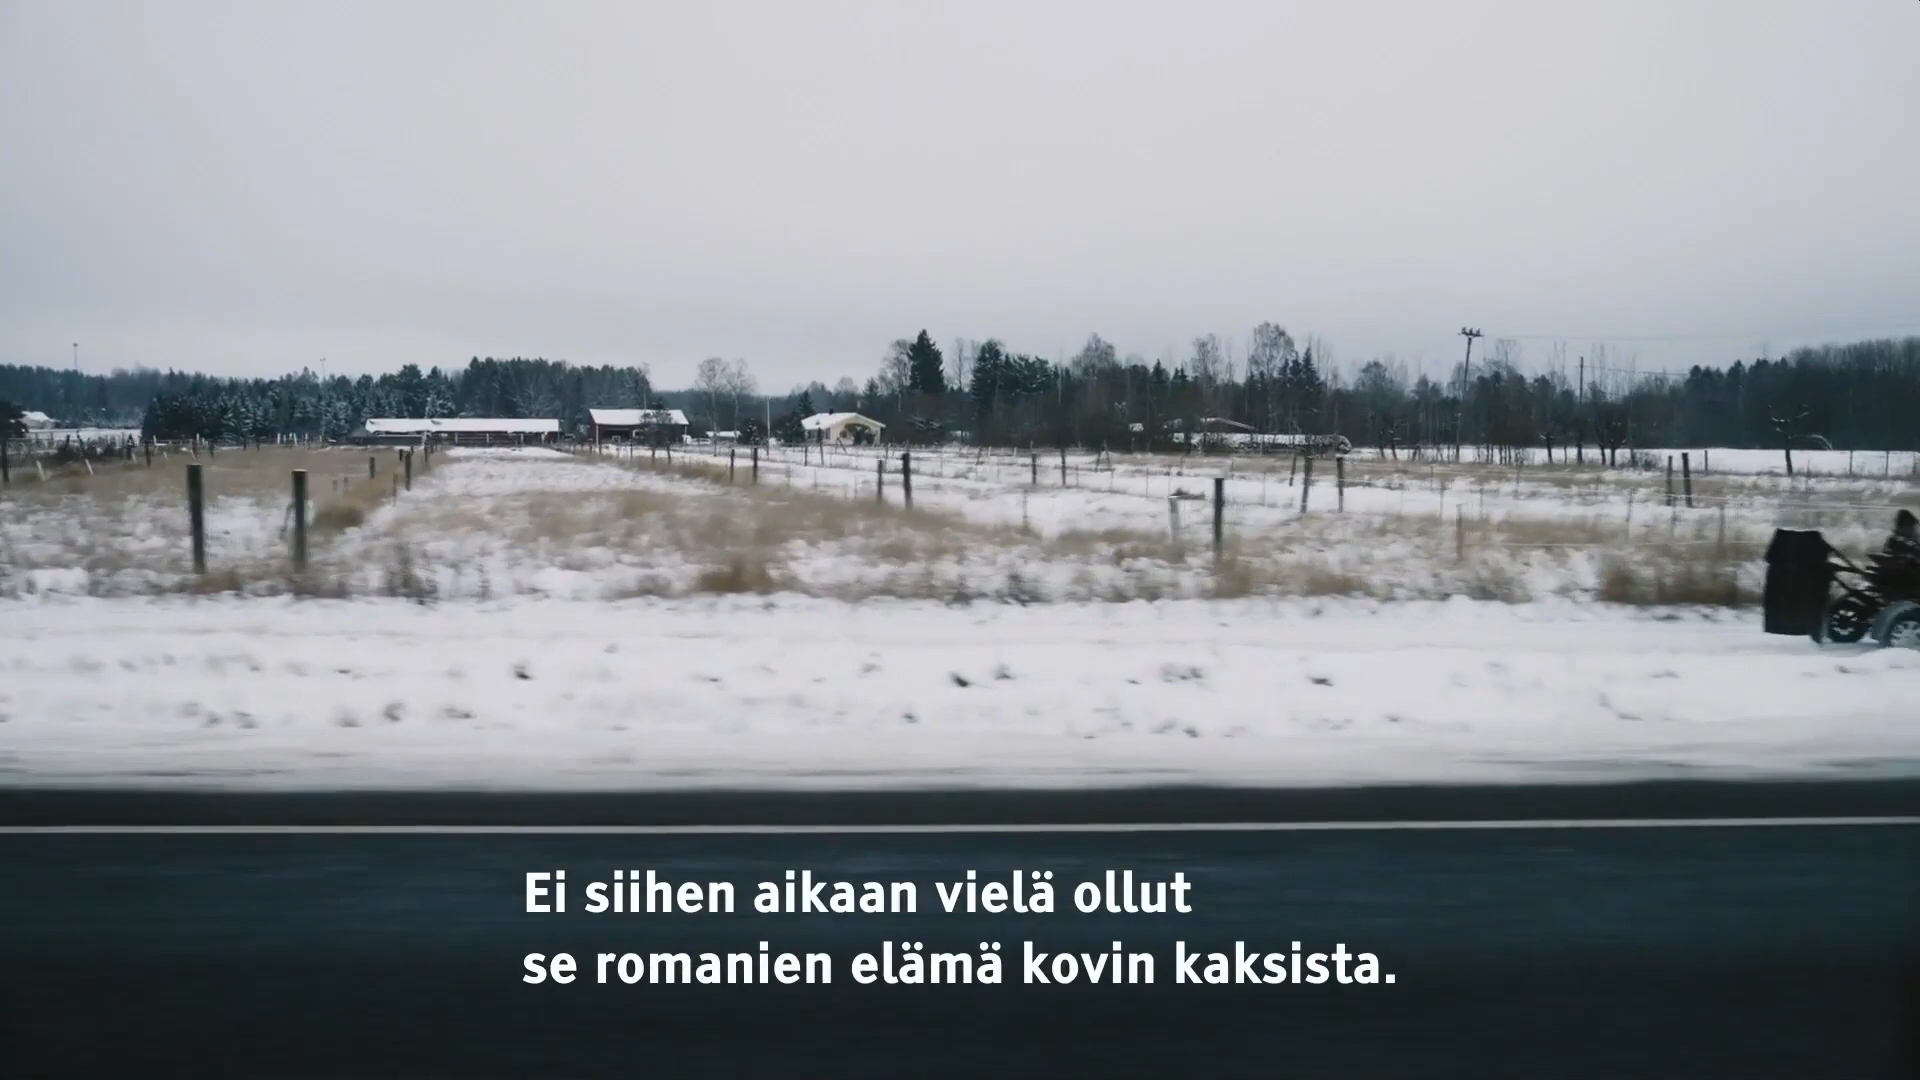 Ei siihen aikaan vielä ollut
se romanien elämä kovin kaksista.